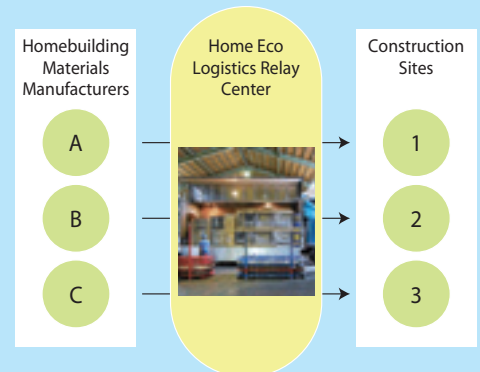 Homebuilding
Materials
Manufacturers
A
B
C
Home Eco
Logistics Relay
Center
Construction
Sites
1
2
3